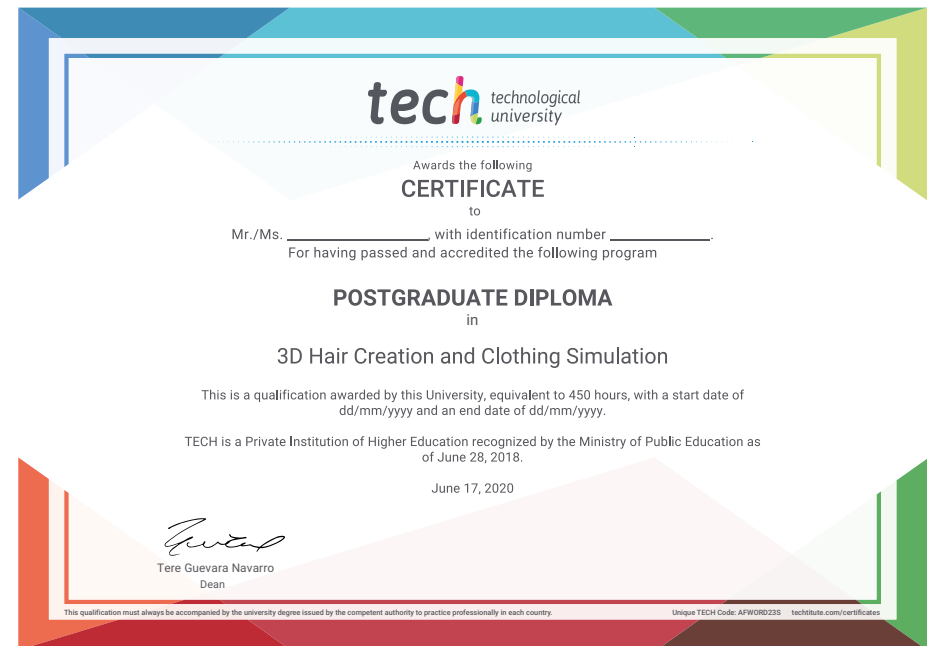 tech technological
university
Awards the following
CERTIFICATE
to
Mr./Ms. ____________________, with identification number ______________.
For having passed and accredited the following program
POSTGRADUATE DIPLOMA
in
3D Hair Creation and Clothing Simulation
This is a qualification awarded by this University, equivalent to 450 hours, with a start date of
dd/mm/yyyy and an end date of dd/mm/yyyy.
TECH is a Private Institution of Higher Education recognized by the Ministry of Public Education as
of June 28, 2018.
June 17, 2020
Tere Guevara Navarro
Dean
This qualification must always be accompanied by the university degree issued by the competent authority to practice professionally in each country. Unique TECH Code: AFWORD23S techtitute.com/certificates